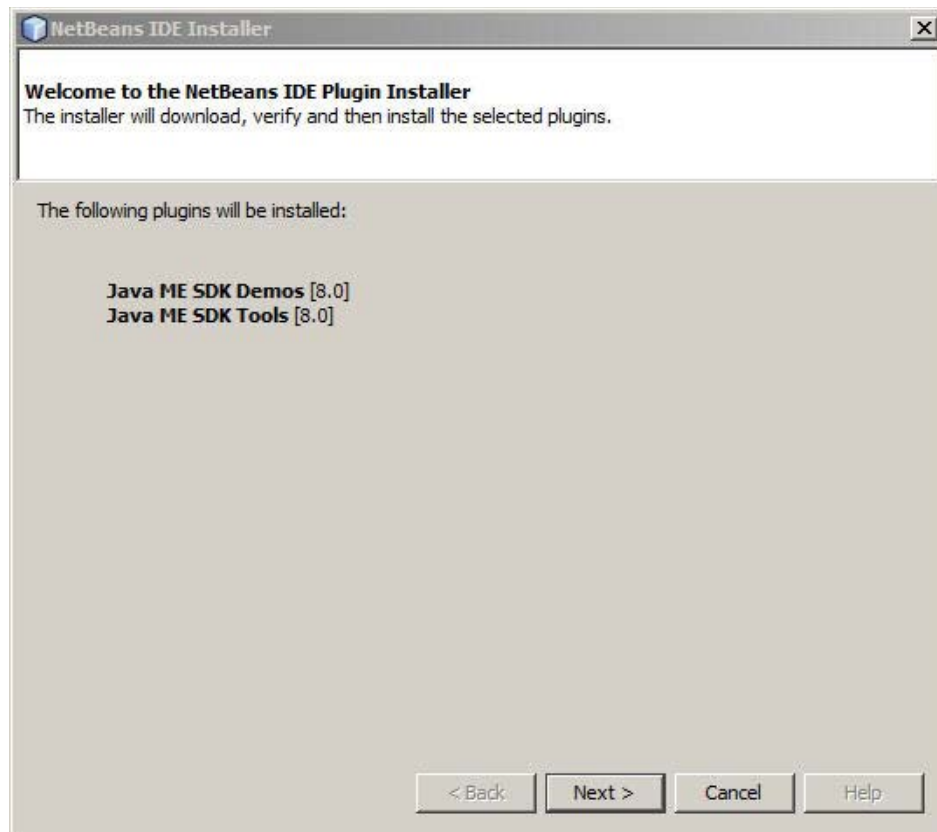 NetBeans IDE Installer
Welcome to the NetBeans IDE Plugin Installer
The installer will download, verify and then install the selected plugins.
The following plugins will be installed:
Java ME SDK Demos [8.0]
Java ME SDK Tools [8.0]
< Back Next > Cancel Help